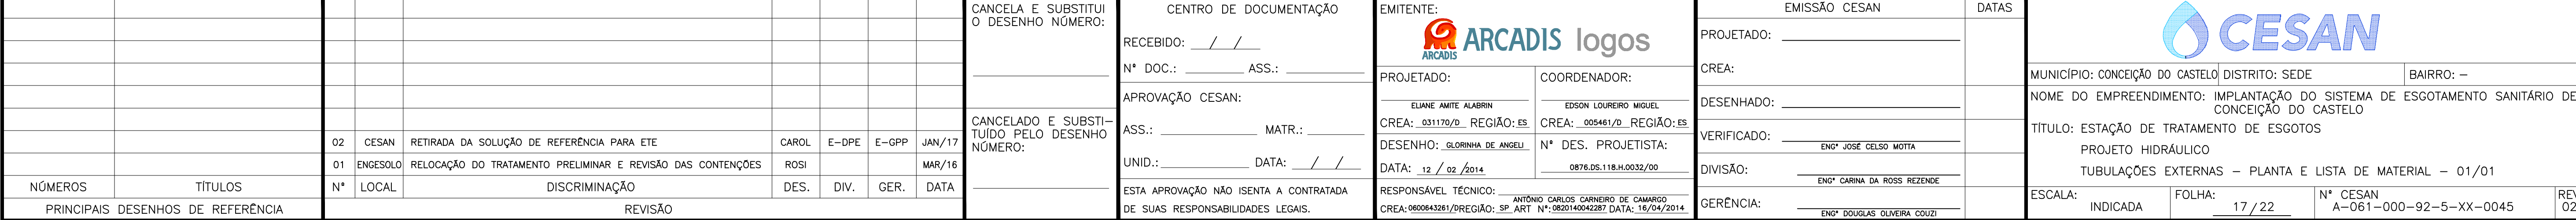 NÚMEROS TÍTULOS
PRINCIPAIS DESENHOS DE REFERÊNCIA
02 CESAN RETIRADA DA SOLUÇÃO DE REFERÊNCIA PARA ETE CAROL E-DPE E-GPP JAN/17
01 ENGESOLO RELOCAÇÃO DO TRATAMENTO PRELIMINAR E REVISÃO DAS CONTENÇÕES ROSI MAR/16
Nº LOCAL DISCRIMINAÇÃO DES. DIV. GER. DATA
REVISÃO
CANCELA E SUBSTITUI
O DESENHO NÚMERO:
CANCELADO E SUBSTI-
TUÍDO PELO DESENHO
NÚMERO:
CENTRO DE DOCUMENTAÇÃO
RECEBIDO: / /
Nº DOC.: ASS.:
APROVAÇÃO CESAN:
ASS.: MATR.:
UNID.: DATA: / /
ESTA APROVAÇÃO NÃO ISENTA A CONTRATADA
DE SUAS RESPONSABILIDADES LEGAIS.
EMITENTE:
ARCADIS ARCADIS logos
PROJETADO:
ELIANE AMITE ALABRIN
CREA: 031170/D REGIÃO: ES
COORDENADOR:
EDSON LOUREIRO MIGUEL
CREA: 005461/D REGIÃO: ES
DESENHO: GLORINHA DE ANGELI
DATA: 12 / 02 /2014
Nº DES. PROJETISTA:
0876.DS.118.H.0032/00
RESPONSÁVEL TÉCNICO:
ANTÔNIO CARLOS CARNEIRO DE CAMARGO
CREA: 0600643261/D REGIÃO: SP ART Nº: 0820140042287 DATA: 16/04/2014
EMISSÃO CESAN DATAS
PROJETADO:
CREA:
DESENHADO:
VERIFICADO:
ENGº JOSÉ CELSO MOTTA
DIVISÃO:
ENGª CARINA DA ROSS REZENDE
GERÊNCIA:
ENGº DOUGLAS OLIVEIRA COUZI
CESAN
MUNICÍPIO: CONCEIÇÃO DO CASTELO DISTRITO: SEDE BAIRRO: –
NOME DO EMPREENDIMENTO: IMPLANTAÇÃO DO SISTEMA DE ESGOTAMENTO SANITÁRIO DE
CONCEIÇÃO DO CASTELO
TÍTULO: ESTAÇÃO DE TRATAMENTO DE ESGOTOS
PROJETO HIDRÁULICO
TUBULAÇÕES EXTERNAS – PLANTA E LISTA DE MATERIAL – 01/01
ESCALA: FOLHA: Nº CESAN REV
INDICADA 17/22 A-061-000-92-5-XX-0045 02